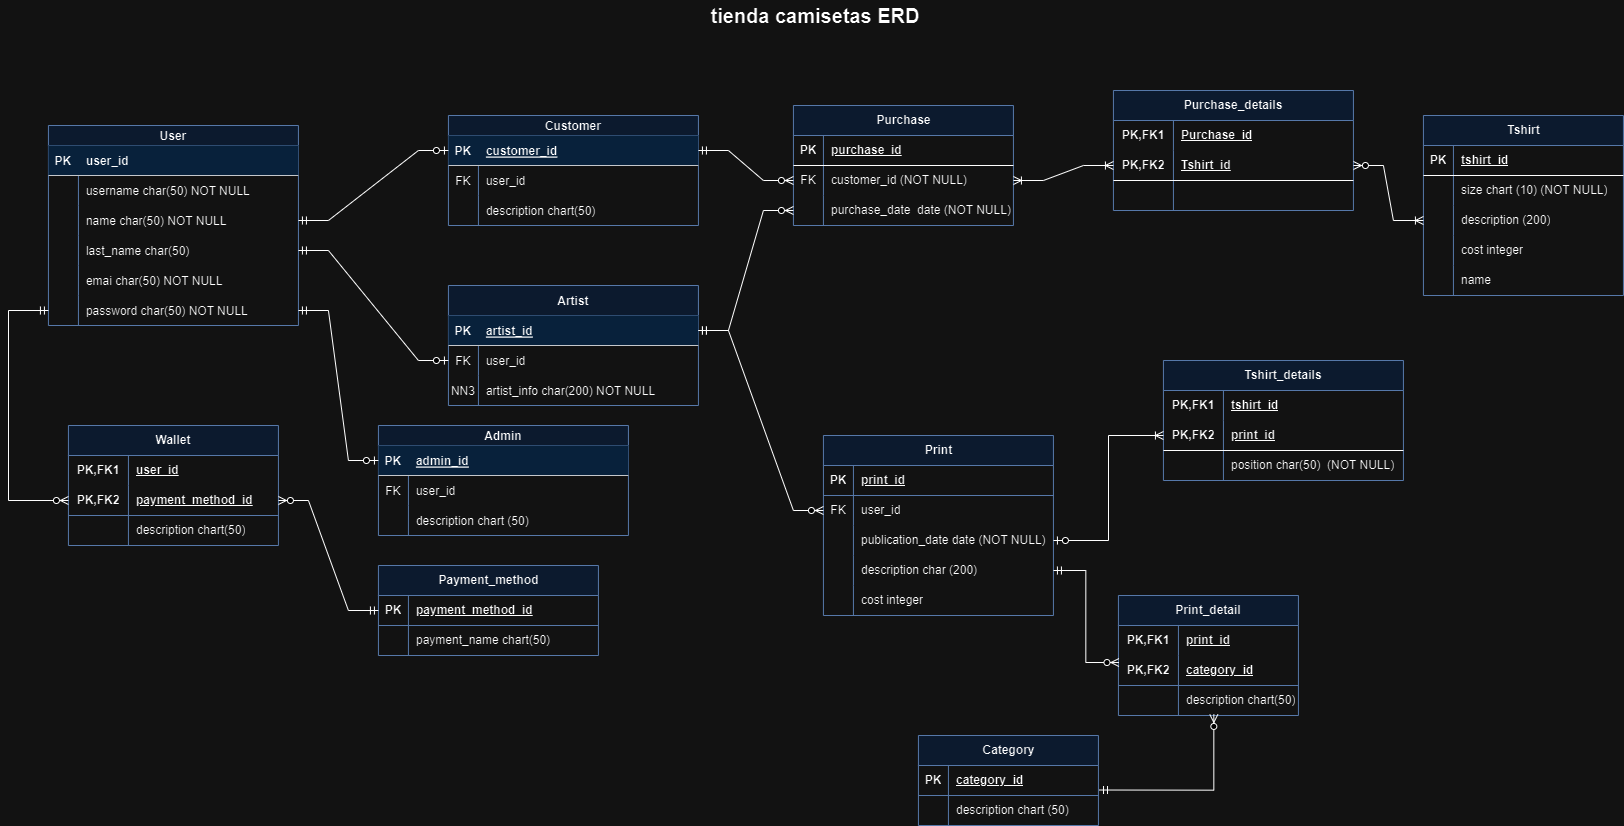 tienda camisetas ERD
User
PK user_id
username char(50) NOT NULL
name char(50) NOT NULL
last_name char(50)
emai char(50) NOT NULL
password char(50) NOT NULL
Customer
PK customer_id
FK user_id
description chart(50)
Artist
PK artist_id
FK user_id
NN3 artist_info char(200) NOT NULL
Admin
PK admin_id
FK user_id
description chart (50)
Wallet
PK,FK1 user_id
PK,FK2 payment_method_id
description chart(50)
Payment_method
PK payment_method_id
payment_name chart(50)
Purchase
PK purchase_id
FK customer_id (NOT NULL)
purchase_date date (NOT NULL)
Purchase_details
PK,FK1 Purchase_id
PK,FK2 Tshirt_id
Tshirt
PK tshirt_id
size chart (10) (NOT NULL)
description (200)
cost integer
name
Tshirt_details
PK,FK1 tshirt_id
PK,FK2 print_id
position char(50) (NOT NULL)
Print
PK print_id
FK user_id
publication_date date (NOT NULL)
description char (200)
cost integer
Print_detail
PK,FK1 print_id
PK,FK2 category_id
description chart(50)
Category
PK category_id
description chart (50)